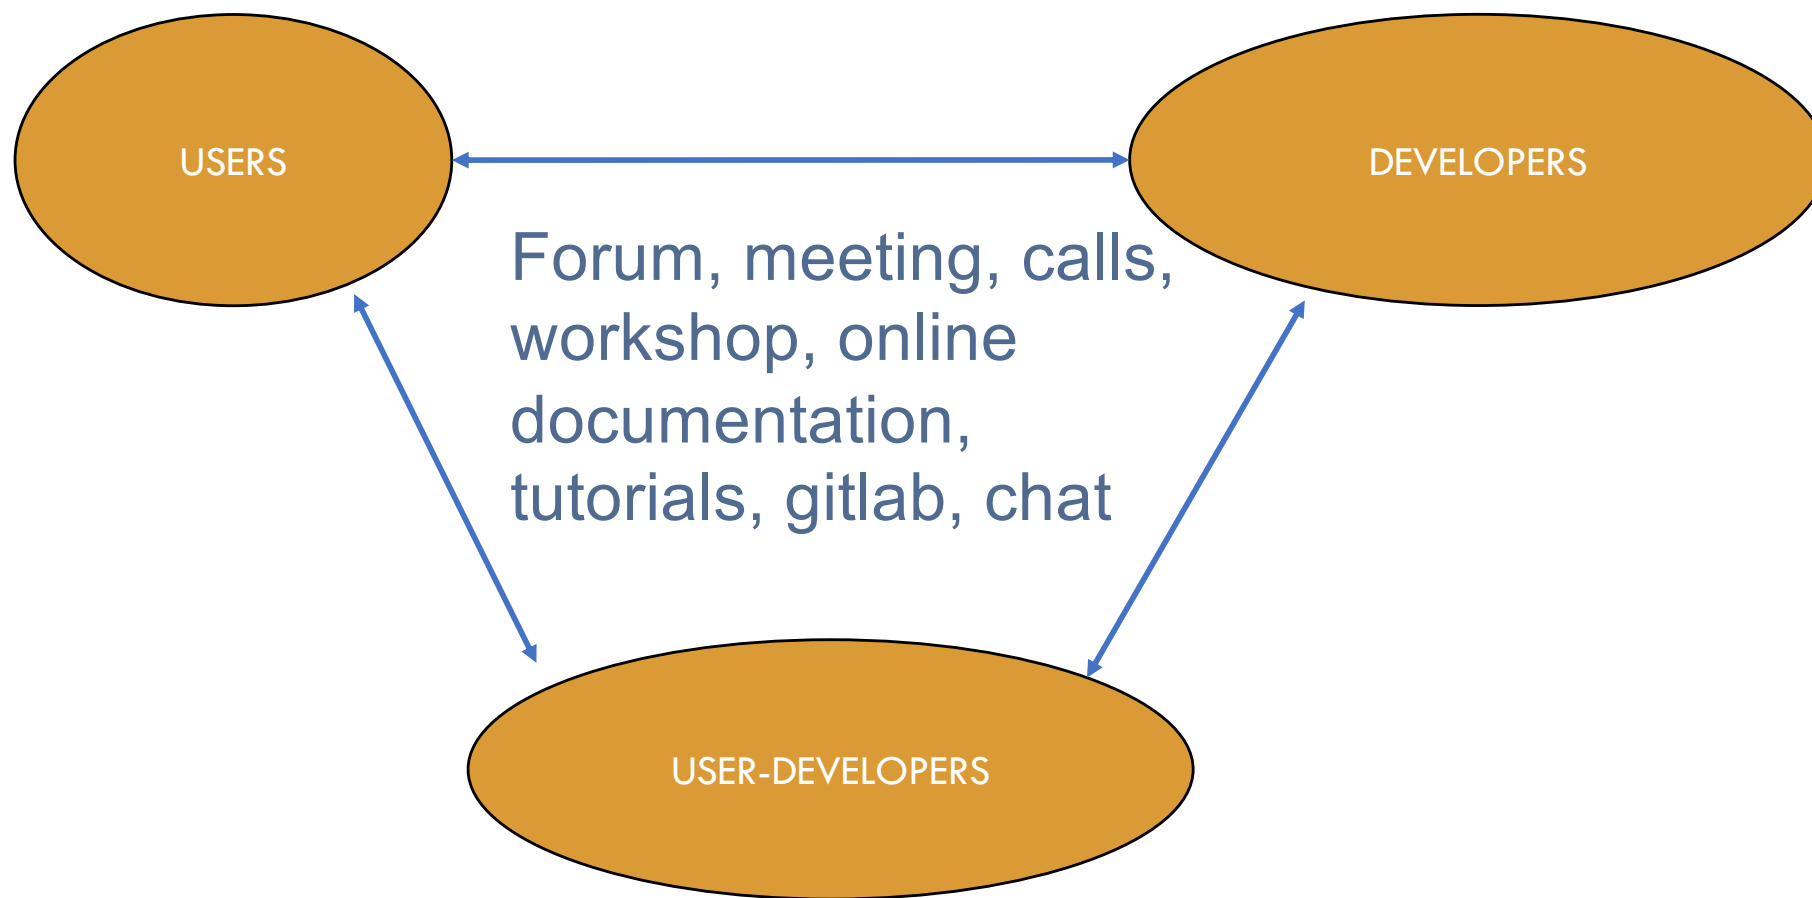 USERS
DEVELOPERS
Forum, meeting, calls,
workshop, online
documentation,
tutorials, gitlab, chat
USER-DEVELOPERS